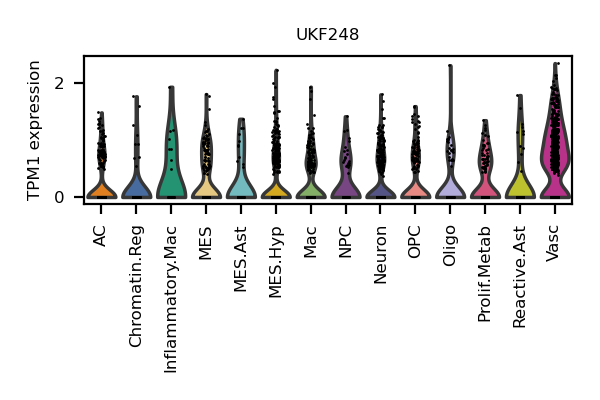 UKF248
TPM1 expression
2
0
AC
Chromatin.Reg
Inflammatory.Mac
MES
MES.Ast
MES.Hyp
Mac
NPC
Neuron
OPC
Oligo
Prolif.Metab
Reactive.Ast
Vasc